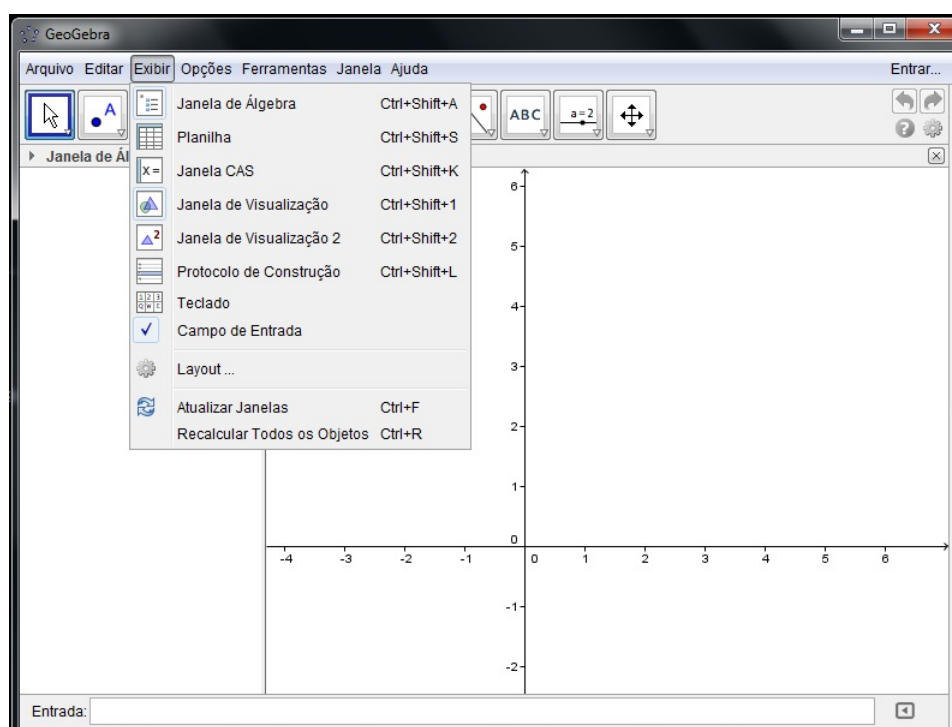 GeoGebra
Arquivo Editar Exibir Opções Ferramentas Janela Ajuda Entrar...
A ABC a=2
Janela de Ál
Janela de Álgebra Ctrl+Shift+A
Planilha Ctrl+Shift+S
X= Janela CAS Ctrl+Shift+K
Janela de Visualização Ctrl+Shift+1
2 Janela de Visualização 2 Ctrl+Shift+2
Protocolo de Construção Ctrl+Shift+L
Teclado
Campo de Entrada
Layout ...
Atualizar Janelas Ctrl+F
Recalcular Todos os Objetos Ctrl+R
6
5
4
3
2
1
0
-4 -3 -2 -1 0 1 2 3 4 5 6
-1
-2
Entrada: